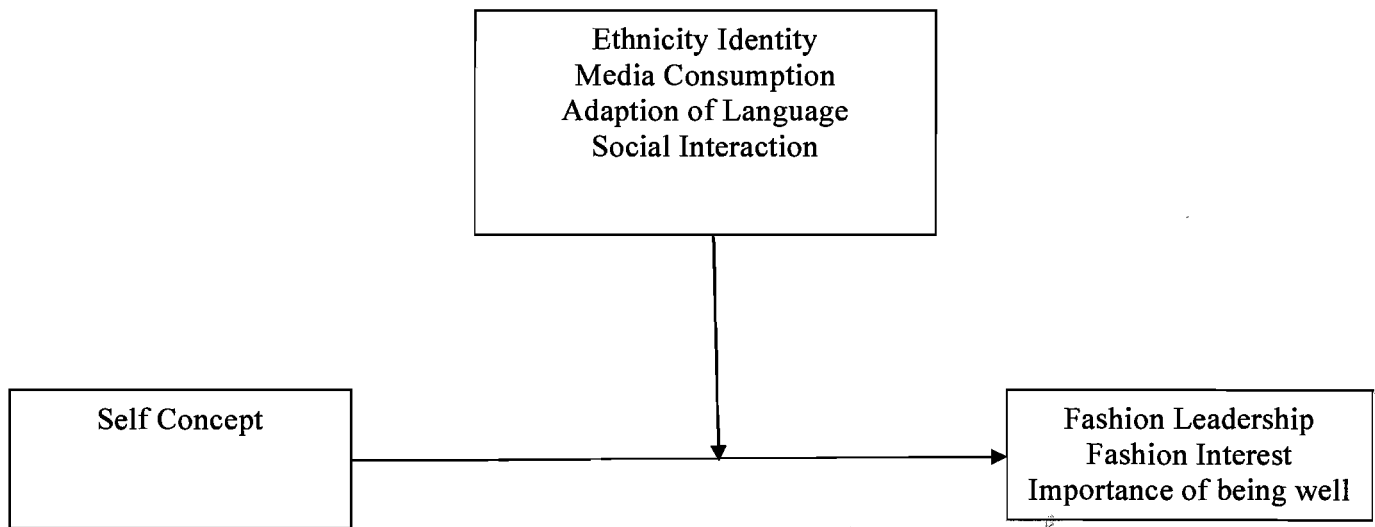 Ethnicity Identity
Media Consumption
Adaption of Language
Social Interaction
Self Concept
Fashion Leadership
Fashion Interest
Importance of being well